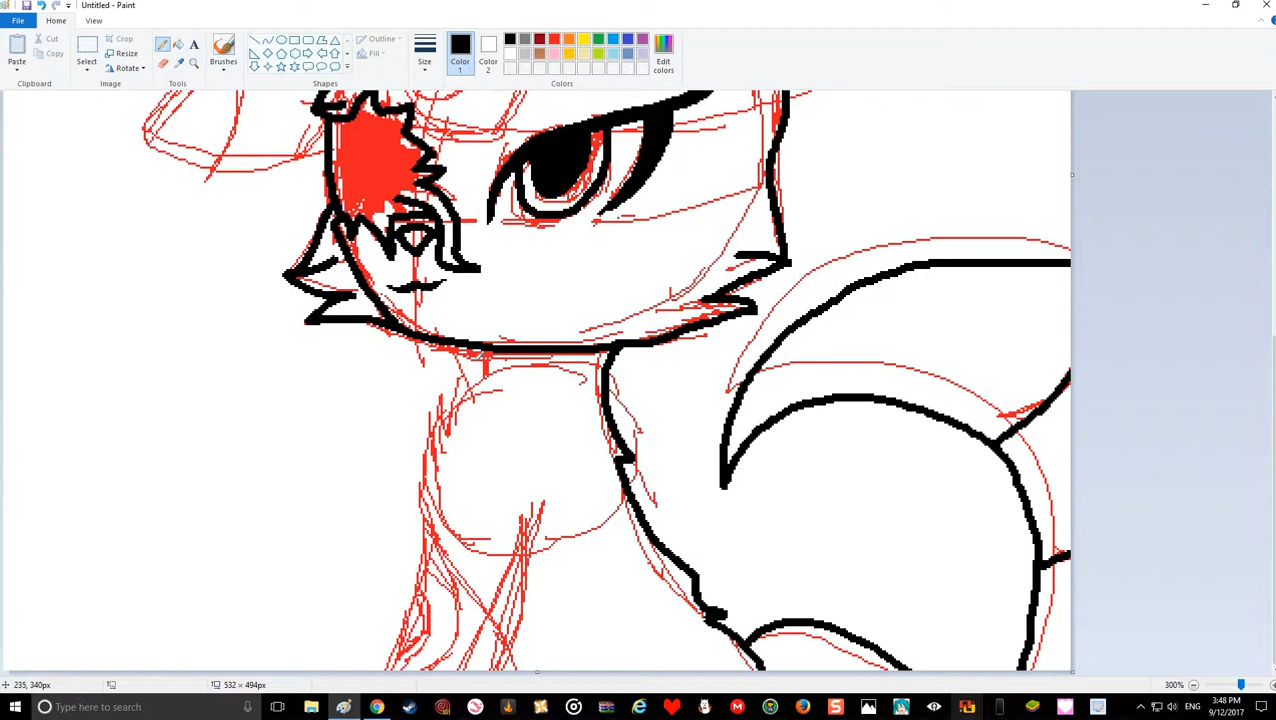 Untitled - Paint
File
Home
View
Paste
Cut
Copy
Clipboard
Select
Crop
Resize
Rotate
Image
A
Tools
Brushes
Outline
Fill
Shapes
Size
Color 1
Color 2
Edit colors
Colors
235, 340px
532 × 494px
300%
Type here to search
ENG
3:48 PM
9/12/2017